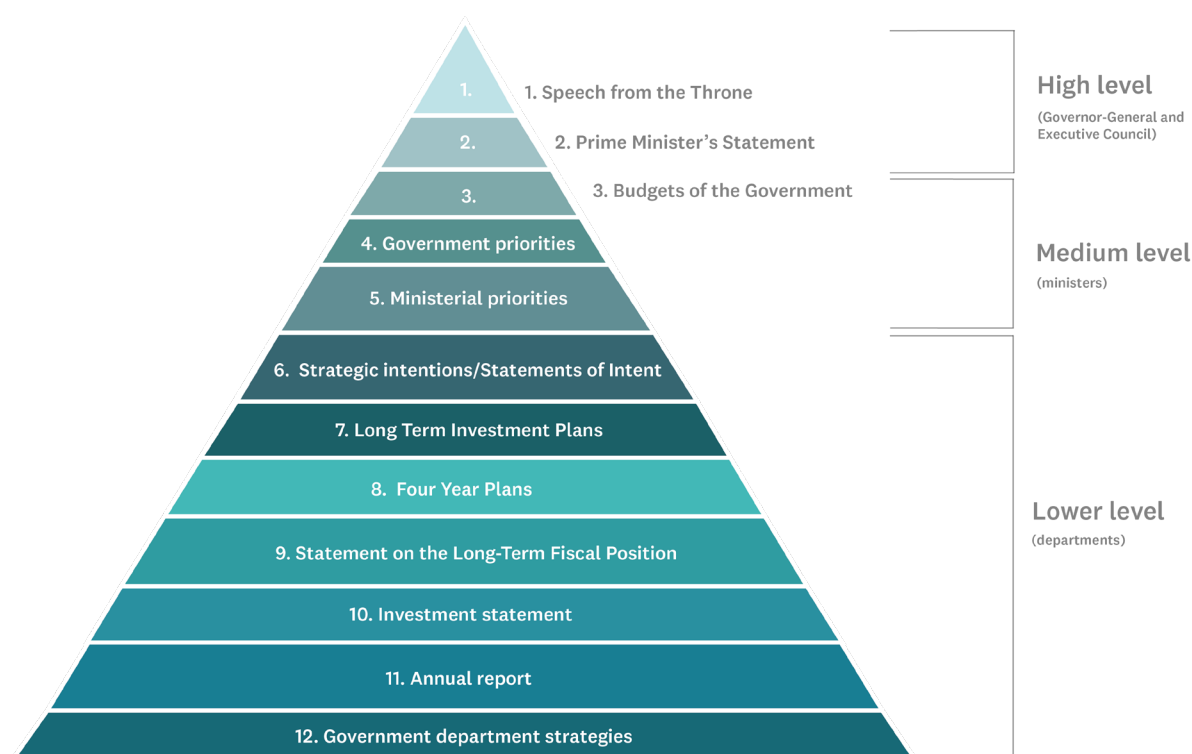 1.
1. Speech from the Throne
2.
2. Prime Minister’s Statement
3.
3. Budgets of the Government
4. Government priorities
5. Ministerial priorities
6. Strategic intentions/Statements of Intent
7. Long Term Investment Plans
8. Four Year Plans
9. Statement on the Long-Term Fiscal Position
10. Investment statement
11. Annual report
12. Government department strategies
High level
(Governor-General and
Executive Council)
Medium level
(ministers)
Lower level
(departments)